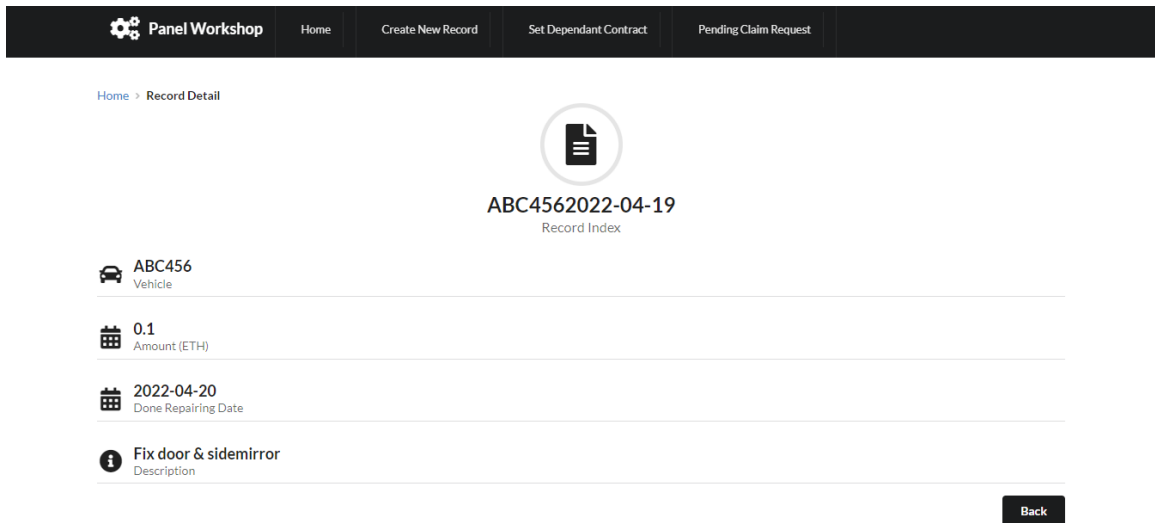 Panel Workshop Home Create New Record Set Dependant Contract Pending Claim Request
Home > Record Detail
ABC4562022-04-19
Record Index
ABC456
Vehicle
0.1
Amount (ETH)
2022-04-20
Done Repairing Date
Fix door & sidemirror
Description
Back